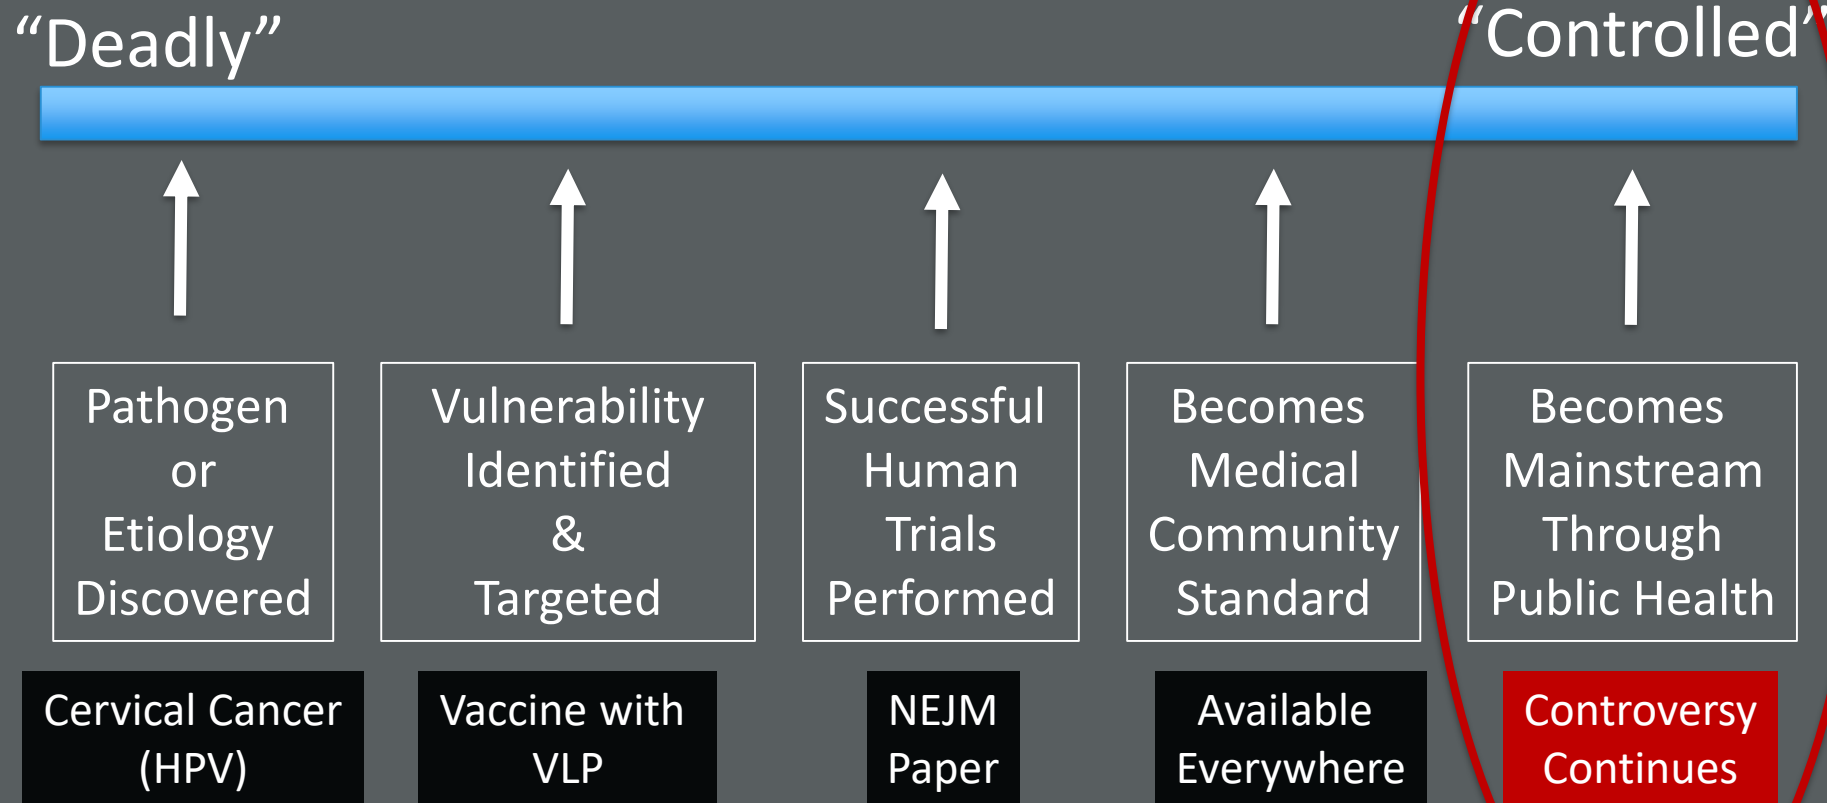 “Deadly”
“Controlled”
Pathogen
or
Etiology
Discovered
Vulnerability
Identified
&
Targeted
Successful
Human
Trials
Performed
Becomes
Medical
Community
Standard
Becomes
Mainstream
Through
Public Health
Cervical Cancer
(HPV)
Vaccine with
VLP
NEJM
Paper
Available
Everywhere
Controversy
Continues